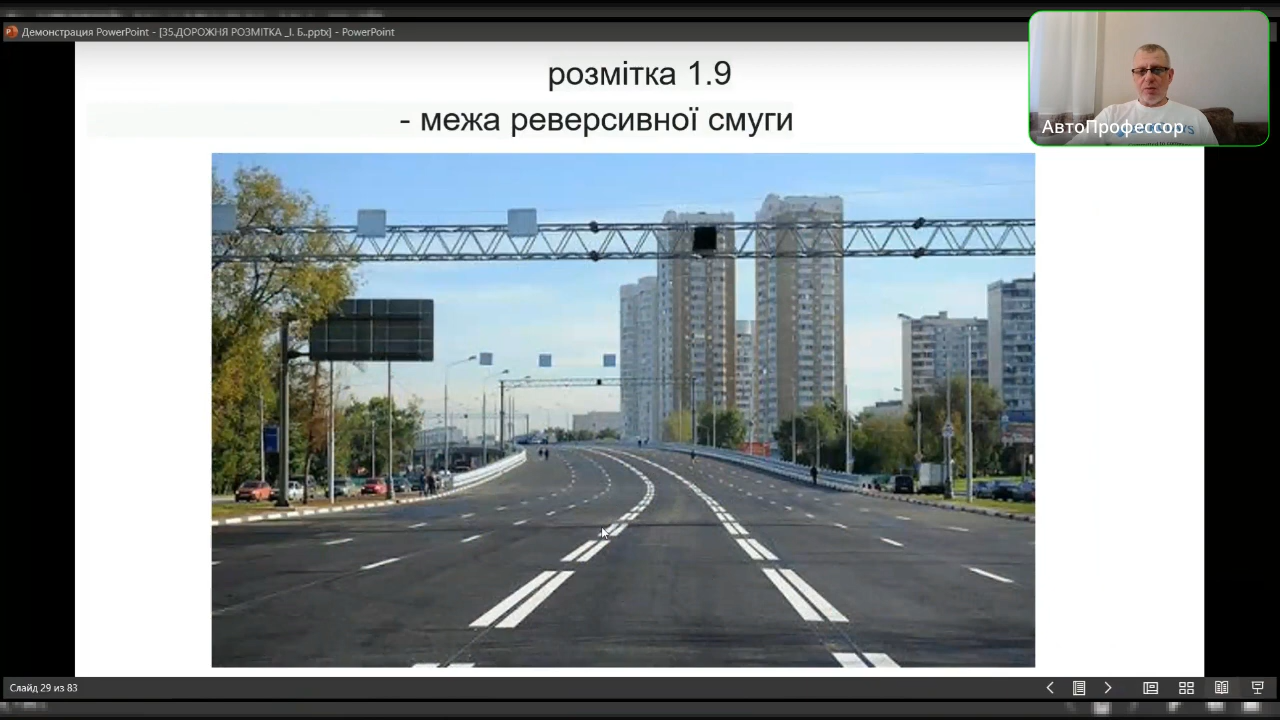 Демонстрация PowerPoint - [35.ДОРОЖНЯ РОЗМІТКА _І. Б..pptx] - PowerPoint
розмітка 1.9
- межа реверсивної смуги
АвтоПрофессор
Слайд 29 из 83